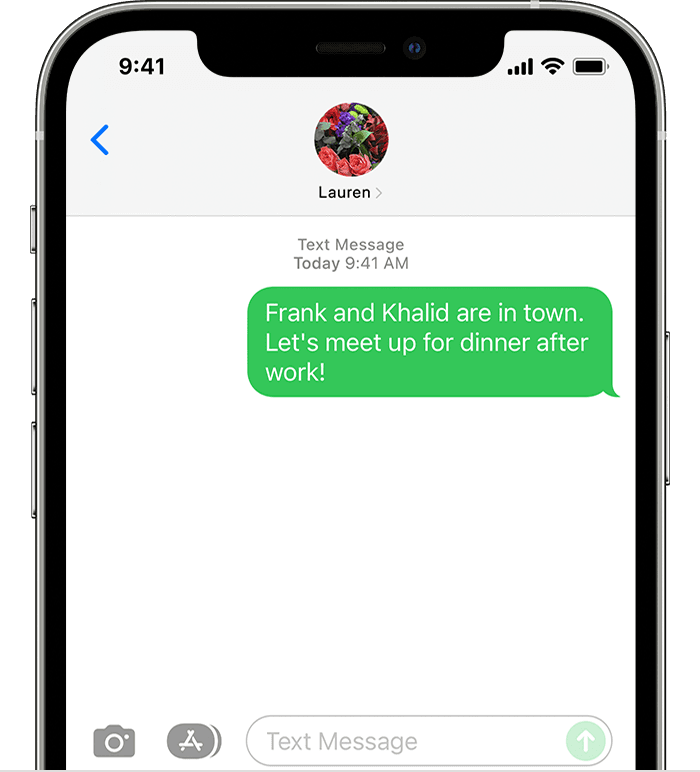 9:41
Lauren
Text Message
Today 9:41 AM
Frank and Khalid are in town.
Let's meet up for dinner after
work!
Text Message